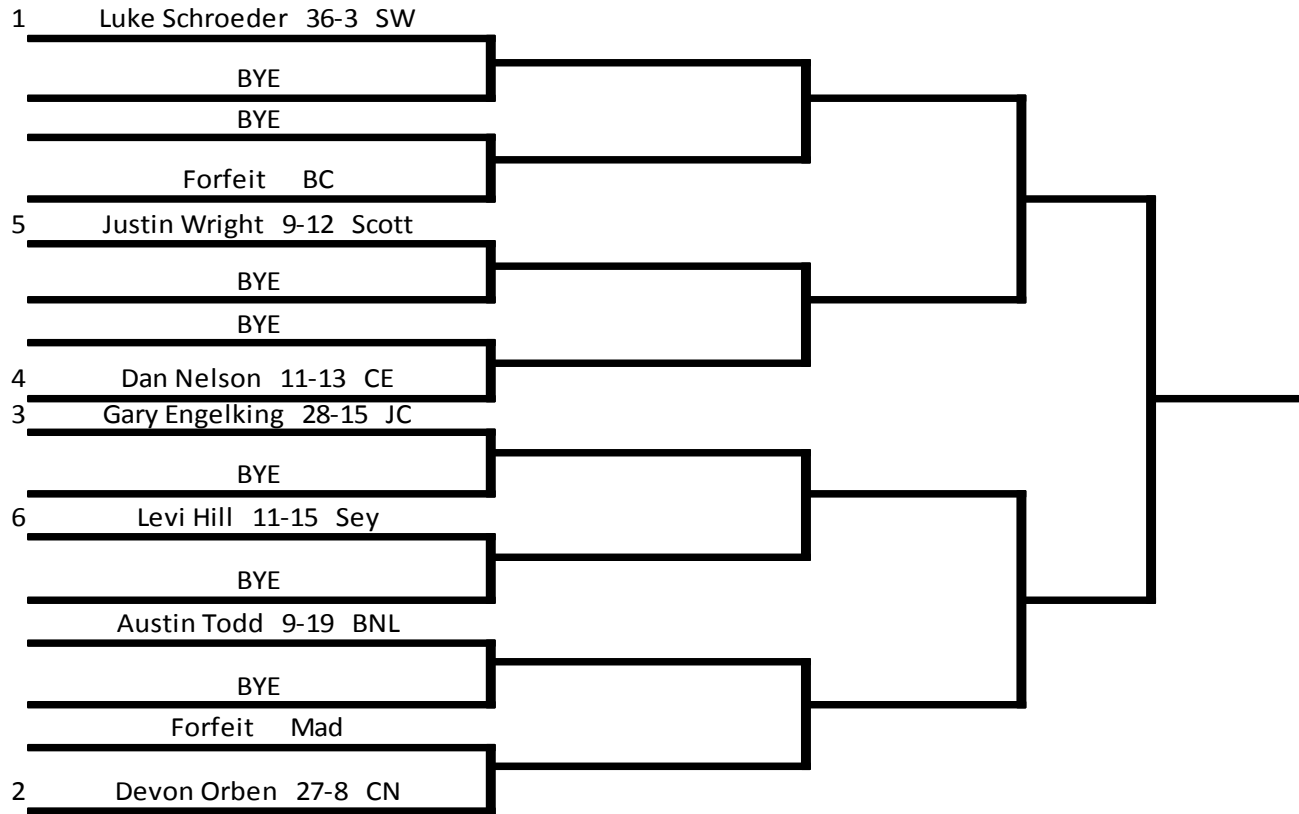 1 Luke Schroeder 36-3 SW
BYE
BYE
Forfeit BC
5 Justin Wright 9-12 Scott
BYE
BYE
4 Dan Nelson 11-13 CE
3 Gary Engelking 28-15 JC
BYE
6 Levi Hill 11-15 Sey
BYE
Austin Todd 9-19 BNL
BYE
Forfeit Mad
2 Devon Orben 27-8 CN